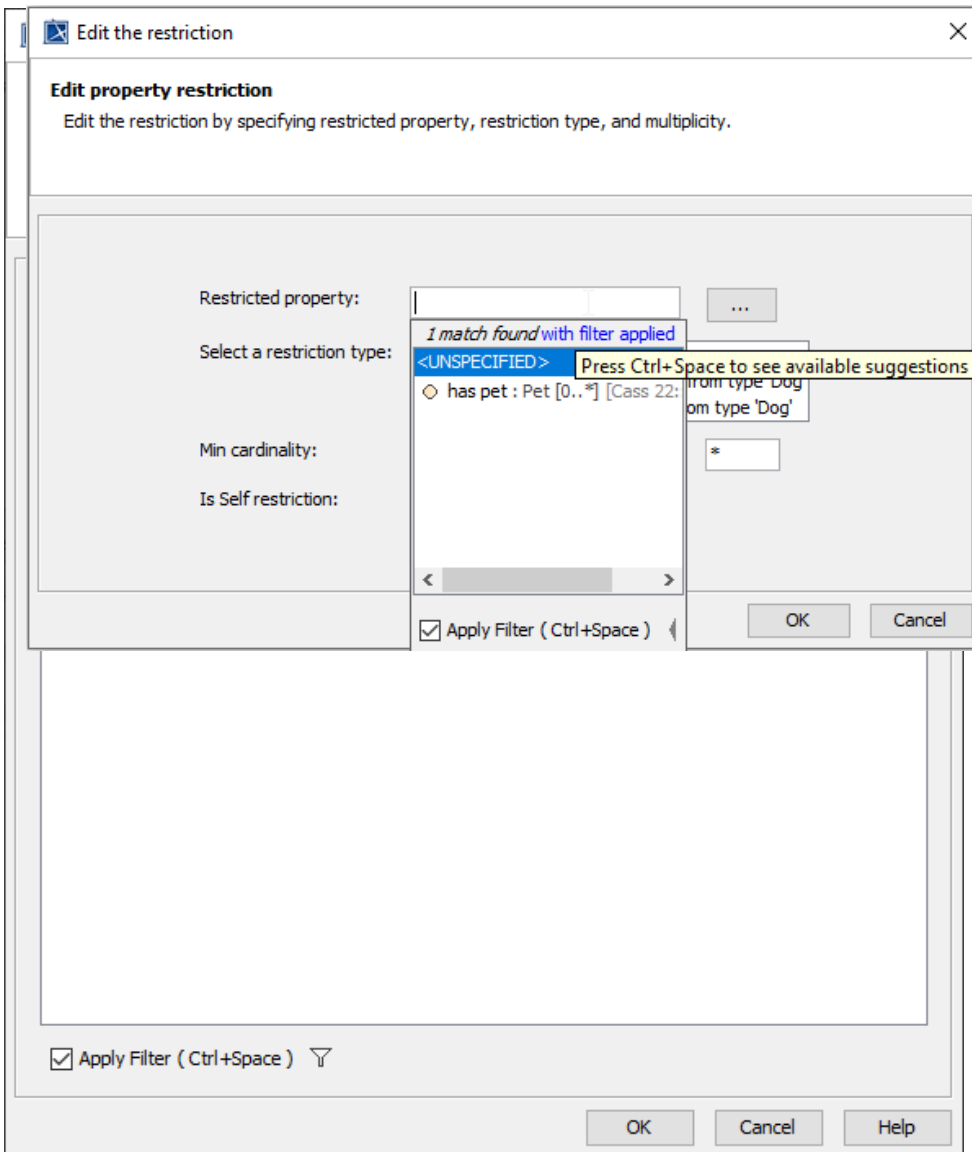 Edit the restriction
Edit property restriction
Edit the restriction by specifying restricted property, restriction type, and multiplicity.
Restricted property:
...
1 match found with filter applied
Select a restriction type:
<UNSPECIFIED>
Press Ctrl+Space to see available suggestions
from type 'Dog
has pet : Pet [0..*] [Cass 22:
om type 'Dog'
Min cardinality:
*
Is Self restriction:
Apply Filter ( Ctrl+Space )
OK
Cancel
Apply Filter ( Ctrl+Space )
OK
Cancel
Help